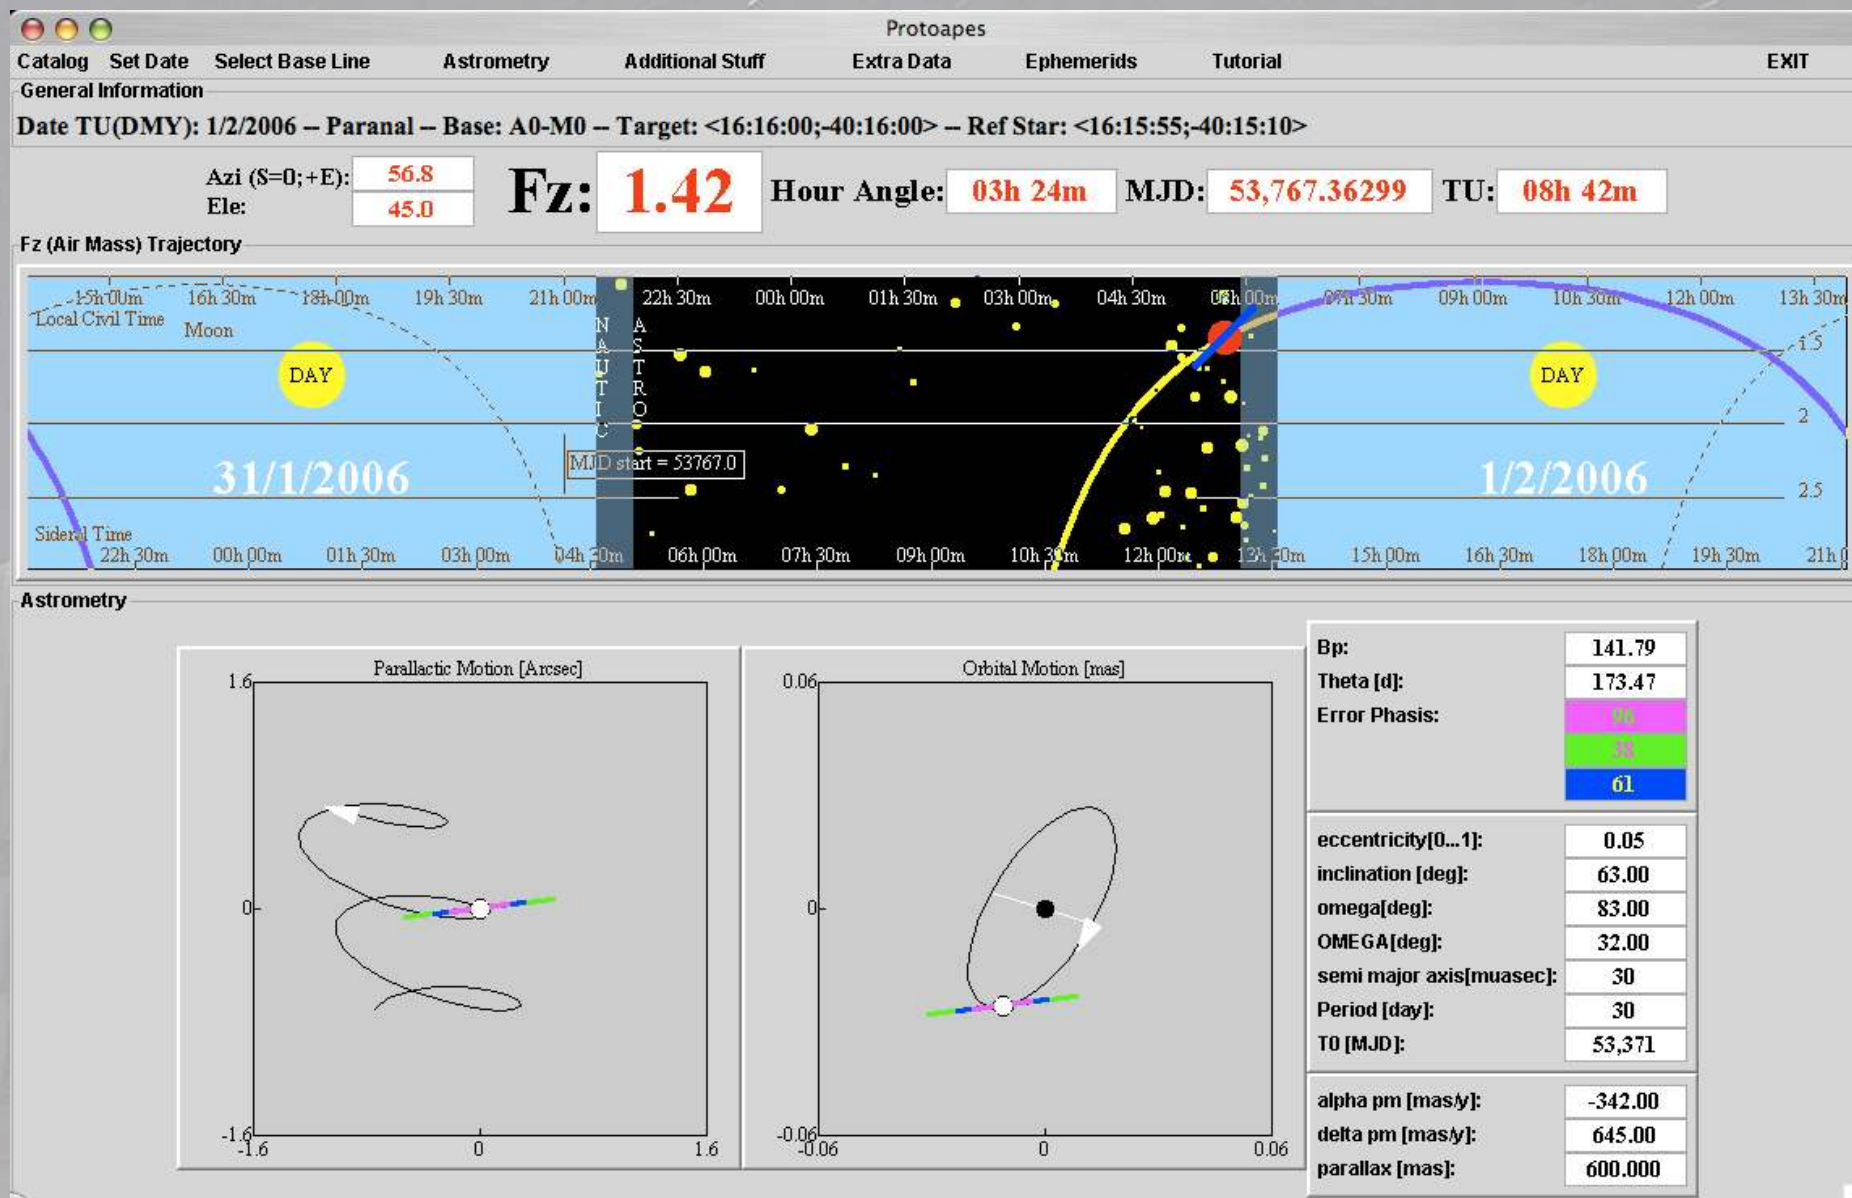 Protoapes
Catalog Set Date Select Base Line Astrometry Additional Stuff Extra Data Ephemerids Tutorial EXIT
General Information
Date TU(DMY): 1/2/2006 -- Paranal -- Base: A0-M0 -- Target: <16:16:00;-40:16:00> -- Ref Star: <16:15:55;-40:15:10>
Azi (S=0;+E): 56.8
Ele: 45.0
Fz: 1.42 Hour Angle: 03h 24m MJD: 53,767.36299 TU: 08h 42m
Fz (Air Mass) Trajectory
15h 00m 16h 30m 18h 00m 19h 30m 21h 00m 22h 30m 00h 00m 01h 30m 03h 00m 04h 30m 06h 00m 07h 30m 09h 00m 10h 30m 12h 00m 13h 30m
Local Civil Time
Moon
NAUTIC
ASTRO
1.5
DAY DAY
2
MJD start = 53767.0
31/1/2006 1/2/2006
2.5
Sideral Time
22h 30m 00h 00m 01h 30m 03h 00m 04h 30m 06h 00m 07h 30m 09h 00m 10h 30m 12h 00m 13h 30m 15h 00m 16h 30m 18h 00m 19h 30m 21h 0
Astrometry
Parallactic Motion [Arcsec]
1.6
0
-1.6
-1.6 0 1.6
Orbital Motion [mas]
0.06
0
-0.06
-0.06 0 0.06
Bp: 141.79
Theta [d]: 173.47
Error Phasis: 96
38
61
eccentricity[0...1]: 0.05
inclination [deg]: 63.00
omega[deg]: 83.00
OMEGA[deg]: 32.00
semi major axis[muasec]: 30
Period [day]: 30
T0 [MJD]: 53,371
alpha pm [mas/y]: -342.00
delta pm [mas/y]: 645.00
parallax [mas]: 600.000